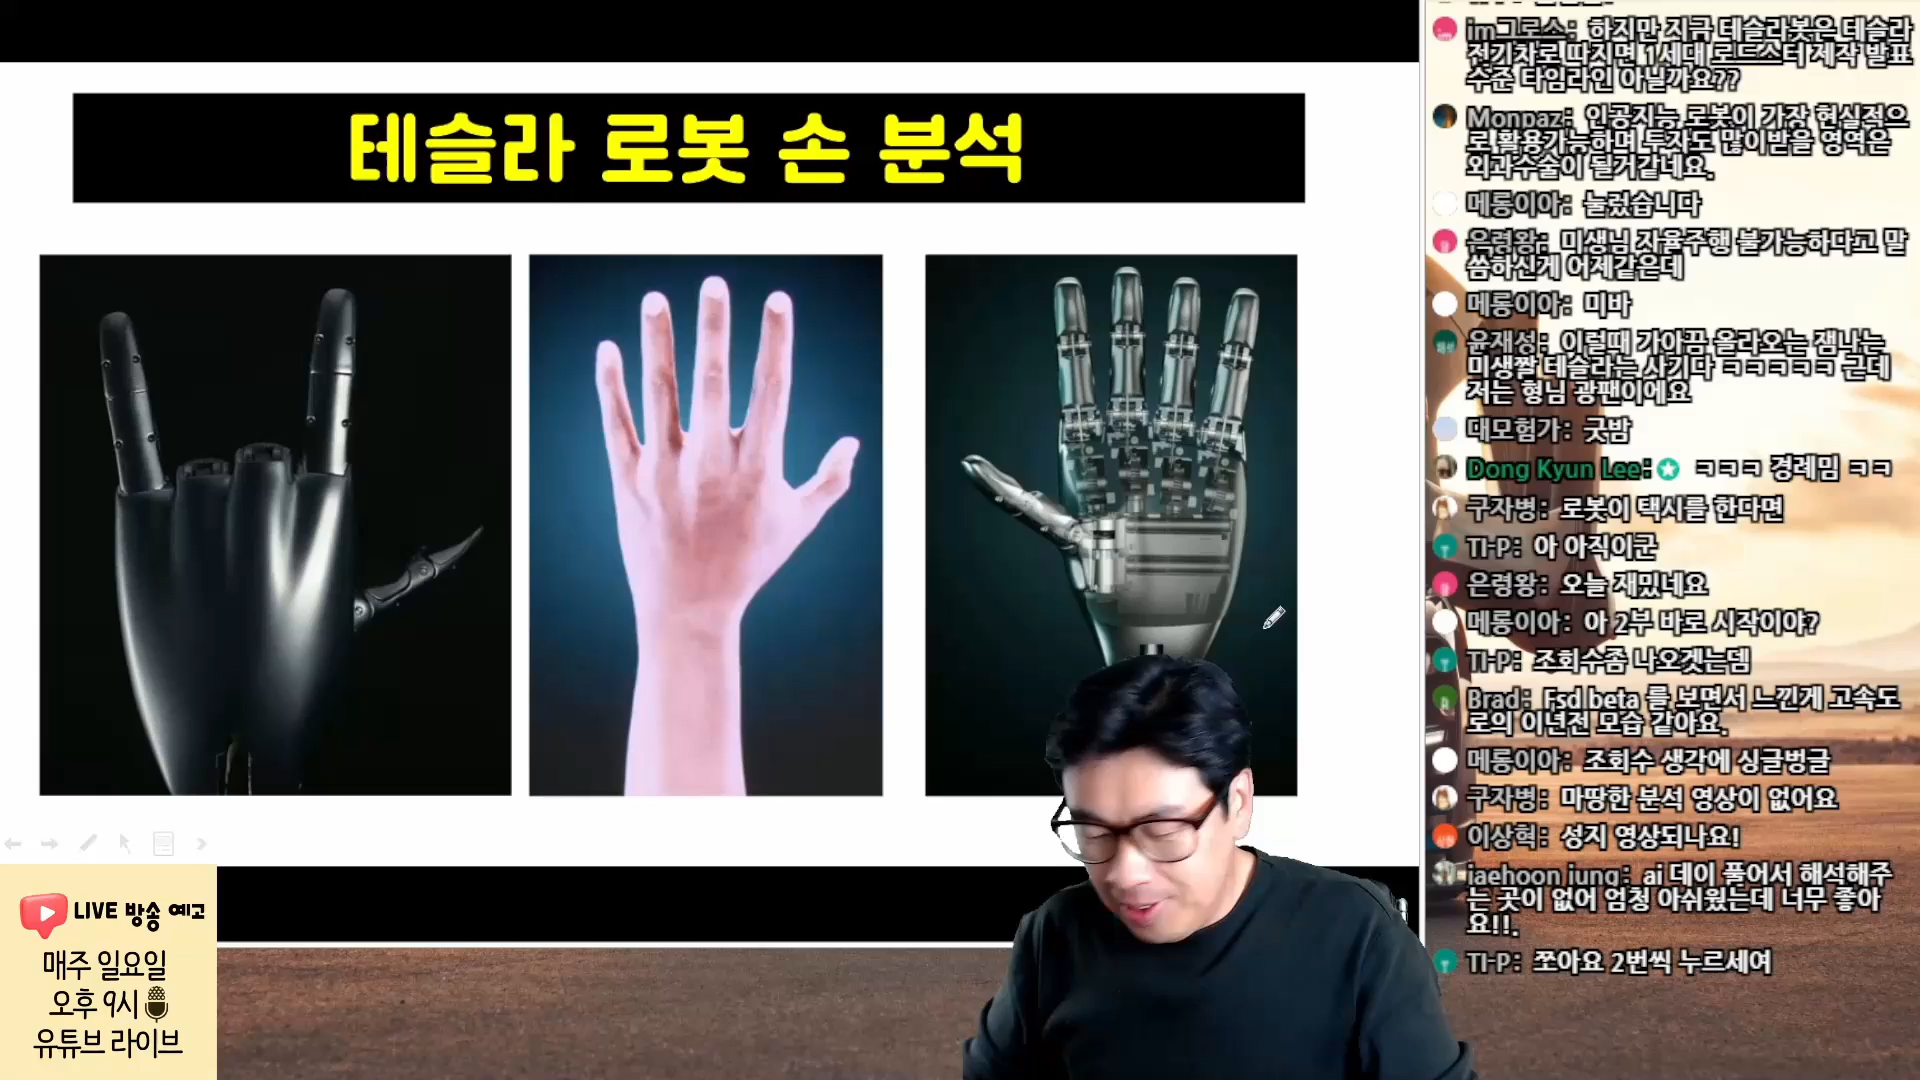 테슬라 로봇 손 분석
LIVE 방송 예고
매주 일요일
오후 9시
유튜브 라이브
im그로스: 하지만 지금 테슬라봇은 테슬라
전기차로 따지면 1세대 로드스터 제작 발표
수준 타임라인 아닐까요??
Monpaz: 인공지능 로봇이 가장 현실적으
로 활용가능하며 투자도 많이받을 영역은
외과수술이 될거같네요.
메롱이아: 눌렀습니다
은령왕: 미생님 자율주행 불가능하다고 말
씀하신게 어제같은데
메롱이아: 미바
윤재성: 이럴때 가아끔 올라오는 잼나는
미생짤 테슬라는 사기다 ㅋㅋㅋㅋㅋ 근데
저는 형님 광팬이에요
대모험가: 굿밤
Dong Kyun Lee: ㅋㅋㅋ 경례밈 ㅋㅋ
구자병: 로봇이 택시를 한다면
TI-P: 아 아직이군
은령왕: 오늘 재밌네요
메롱이아: 아 2부 바로 시작이야?
TI-P: 조회수좀 나오겟는뎀
Brad: Fsd beta 를 보면서 느낀게 고속도
로의 이년전 모습 같아요.
메롱이아: 조회수 생각에 싱글벙글
구자병: 마땅한 분석 영상이 없어요
이상혁: 성지 영상되나요!
jaehoon jung: ai 데이 풀어서 해석해주
는 곳이 없어 엄청 아쉬웠는데 너무 좋아
요!!.
TI-P: 쪼아요 2번씩 누르세여